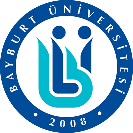 BAYBURT ÜNİVERSİTESİ
• 2008 •